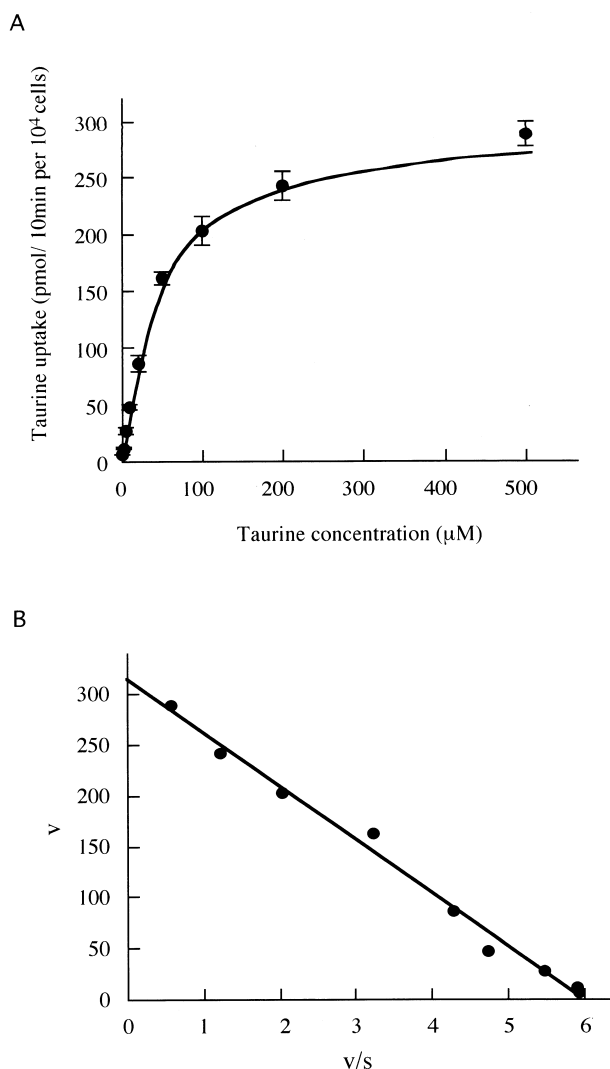 A
Taurine uptake (pmol/ 10min per 10⁴ cells)
300
250
200
150
100
50
0
0 100 200 300 400 500
Taurine concentration (μM)
B
v
300
250
200
150
100
50
0
0 1 2 3 4 5 6
v/s